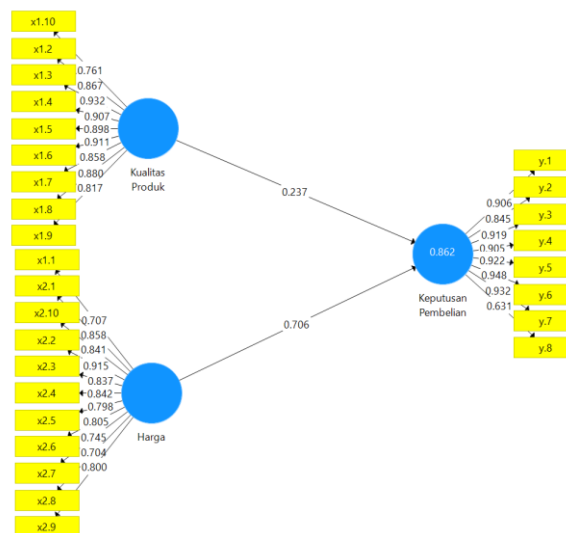 x1.10
x1.2
x1.3
x1.4
x1.5
x1.6
x1.7
x1.8
x1.9
0.761
0.867
0.932
0.907
0.898
0.911
0.858
0.880
0.817
Kualitas
Produk
0.237
x1.1
x2.1
x2.10
x2.2
x2.3
x2.4
x2.5
x2.6
x2.7
x2.8
x2.9
0.707
0.858
0.841
0.915
0.837
0.842
0.798
0.805
0.745
0.704
0.800
Harga
0.706
0.862
Keputusan
Pembelian
0.906
0.845
0.919
0.905
0.922
0.948
0.932
0.631
y.1
y.2
y.3
y.4
y.5
y.6
y.7
y.8